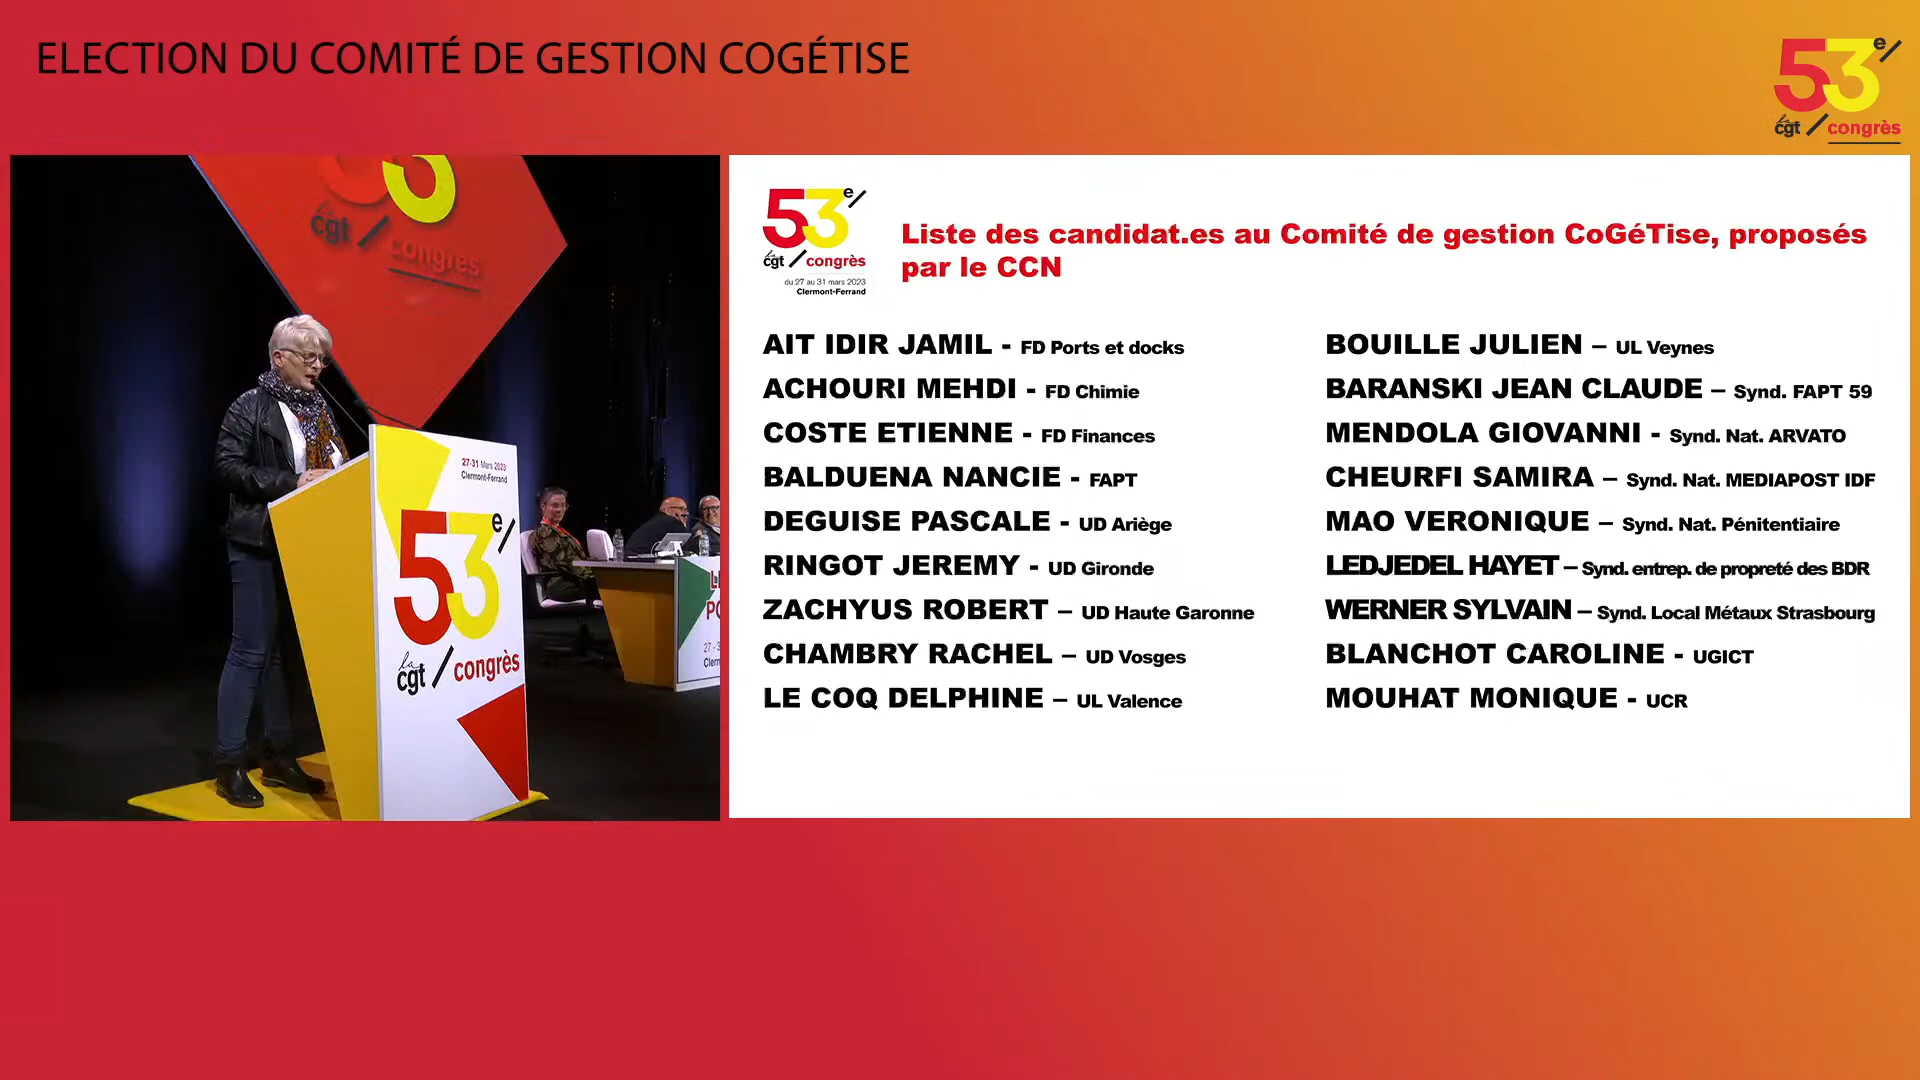 ELECTION DU COMITÉ DE GESTION COGÉTISE
53e/
la cgt / congrès
53
la cgt / congrès
27-31 Mars 2023
Clermont-Ferrand
53e/
la cgt / congrès
53e/
la cgt / congrès
du 27 au 31 mars 2023
Clermont-Ferrand
Liste des candidat.es au Comité de gestion CoGéTise, proposés
par le CCN
AIT IDIR JAMIL - FD Ports et docks
ACHOURI MEHDI - FD Chimie
COSTE ETIENNE - FD Finances
BALDUENA NANCIE - FAPT
DEGUISE PASCALE - UD Ariège
RINGOT JEREMY - UD Gironde
ZACHYUS ROBERT – UD Haute Garonne
CHAMBRY RACHEL – UD Vosges
LE COQ DELPHINE – UL Valence
BOUILLE JULIEN – UL Veynes
BARANSKI JEAN CLAUDE – Synd. FAPT 59
MENDOLA GIOVANNI - Synd. Nat. ARVATO
CHEURFI SAMIRA – Synd. Nat. MEDIAPOST IDF
MAO VERONIQUE – Synd. Nat. Pénitentiaire
LEDJEDEL HAYET – Synd. entrep. de propreté des BDR
WERNER SYLVAIN – Synd. Local Métaux Strasbourg
BLANCHOT CAROLINE - UGICT
MOUHAT MONIQUE - UCR